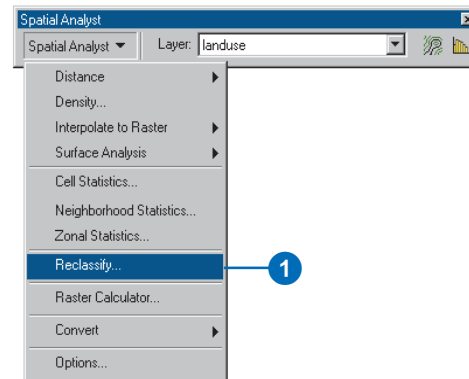 Spatial Analyst
Spatial Analyst Layer: landuse
Distance
Density...
Interpolate to Raster
Surface Analysis
Cell Statistics...
Neighborhood Statistics...
Zonal Statistics...
Reclassify...
1
Raster Calculator...
Convert
Options...